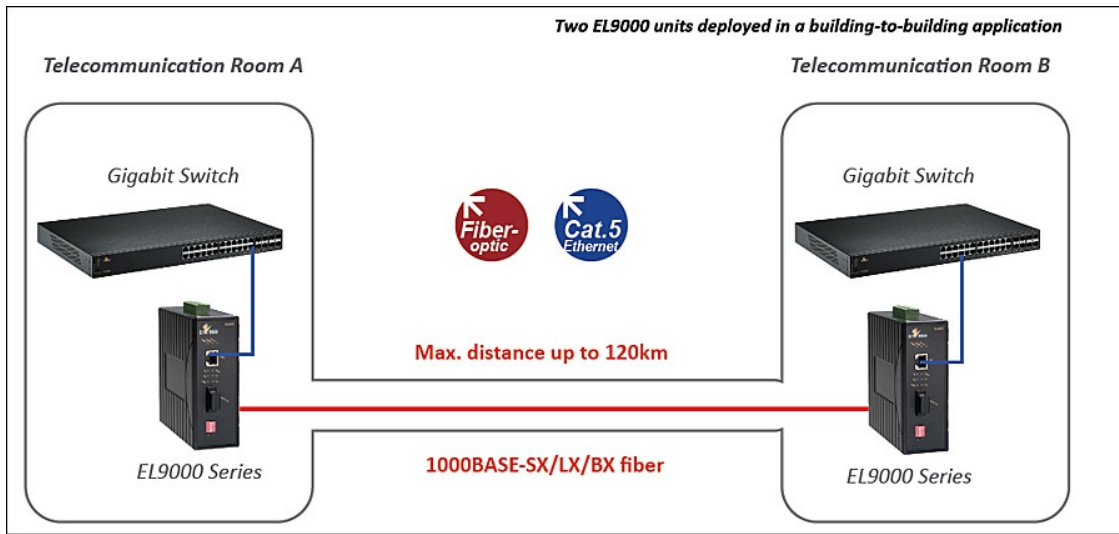 Two EL9000 units deployed in a building-to-building application
Telecommunication Room A
Telecommunication Room B
Gigabit Switch
Gigabit Switch
Fiber-
optic
Cat.5
Ethernet
Max. distance up to 120km
1000BASE-SX/LX/BX fiber
EL9000 Series
EL9000 Series